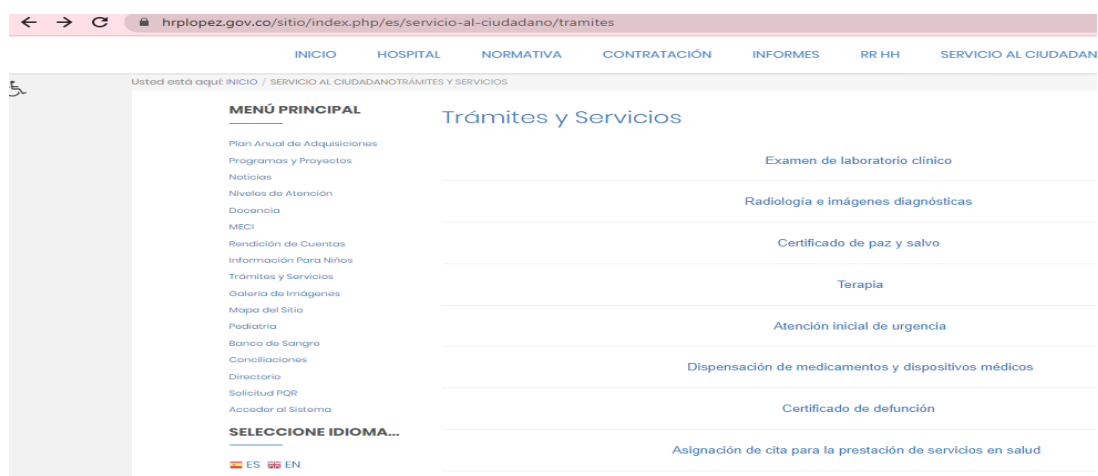 hrplopez.gov.co/sitio/index.php/es/servicio-al-ciudadano/tramites
INICIO HOSPITAL NORMATIVA CONTRATACIÓN INFORMES RR HH SERVICIO AL CIUDADAN
Usted está aquí: INICIO / SERVICIO AL CIUDADANOTRÁMITES Y SERVICIOS
MENÚ PRINCIPAL
Plan Anual de Adquisiciones
Programas y Proyectos
Noticias
Niveles de Atención
Docencia
MECI
Rendición de Cuentas
Información Para Niños
Trámites y Servicios
Galería de Imágenes
Mapa del Sitio
Pediatría
Banco de Sangre
Conciliaciones
Directorio
Solicitud PQR
Acceder al Sistema
SELECCIONE IDIOMA...
ES EN
Trámites y Servicios
Examen de laboratorio clínico
Radiología e imágenes diagnósticas
Certificado de paz y salvo
Terapia
Atención inicial de urgencia
Dispensación de medicamentos y dispositivos médicos
Certificado de defunción
Asignación de cita para la prestación de servicios en salud